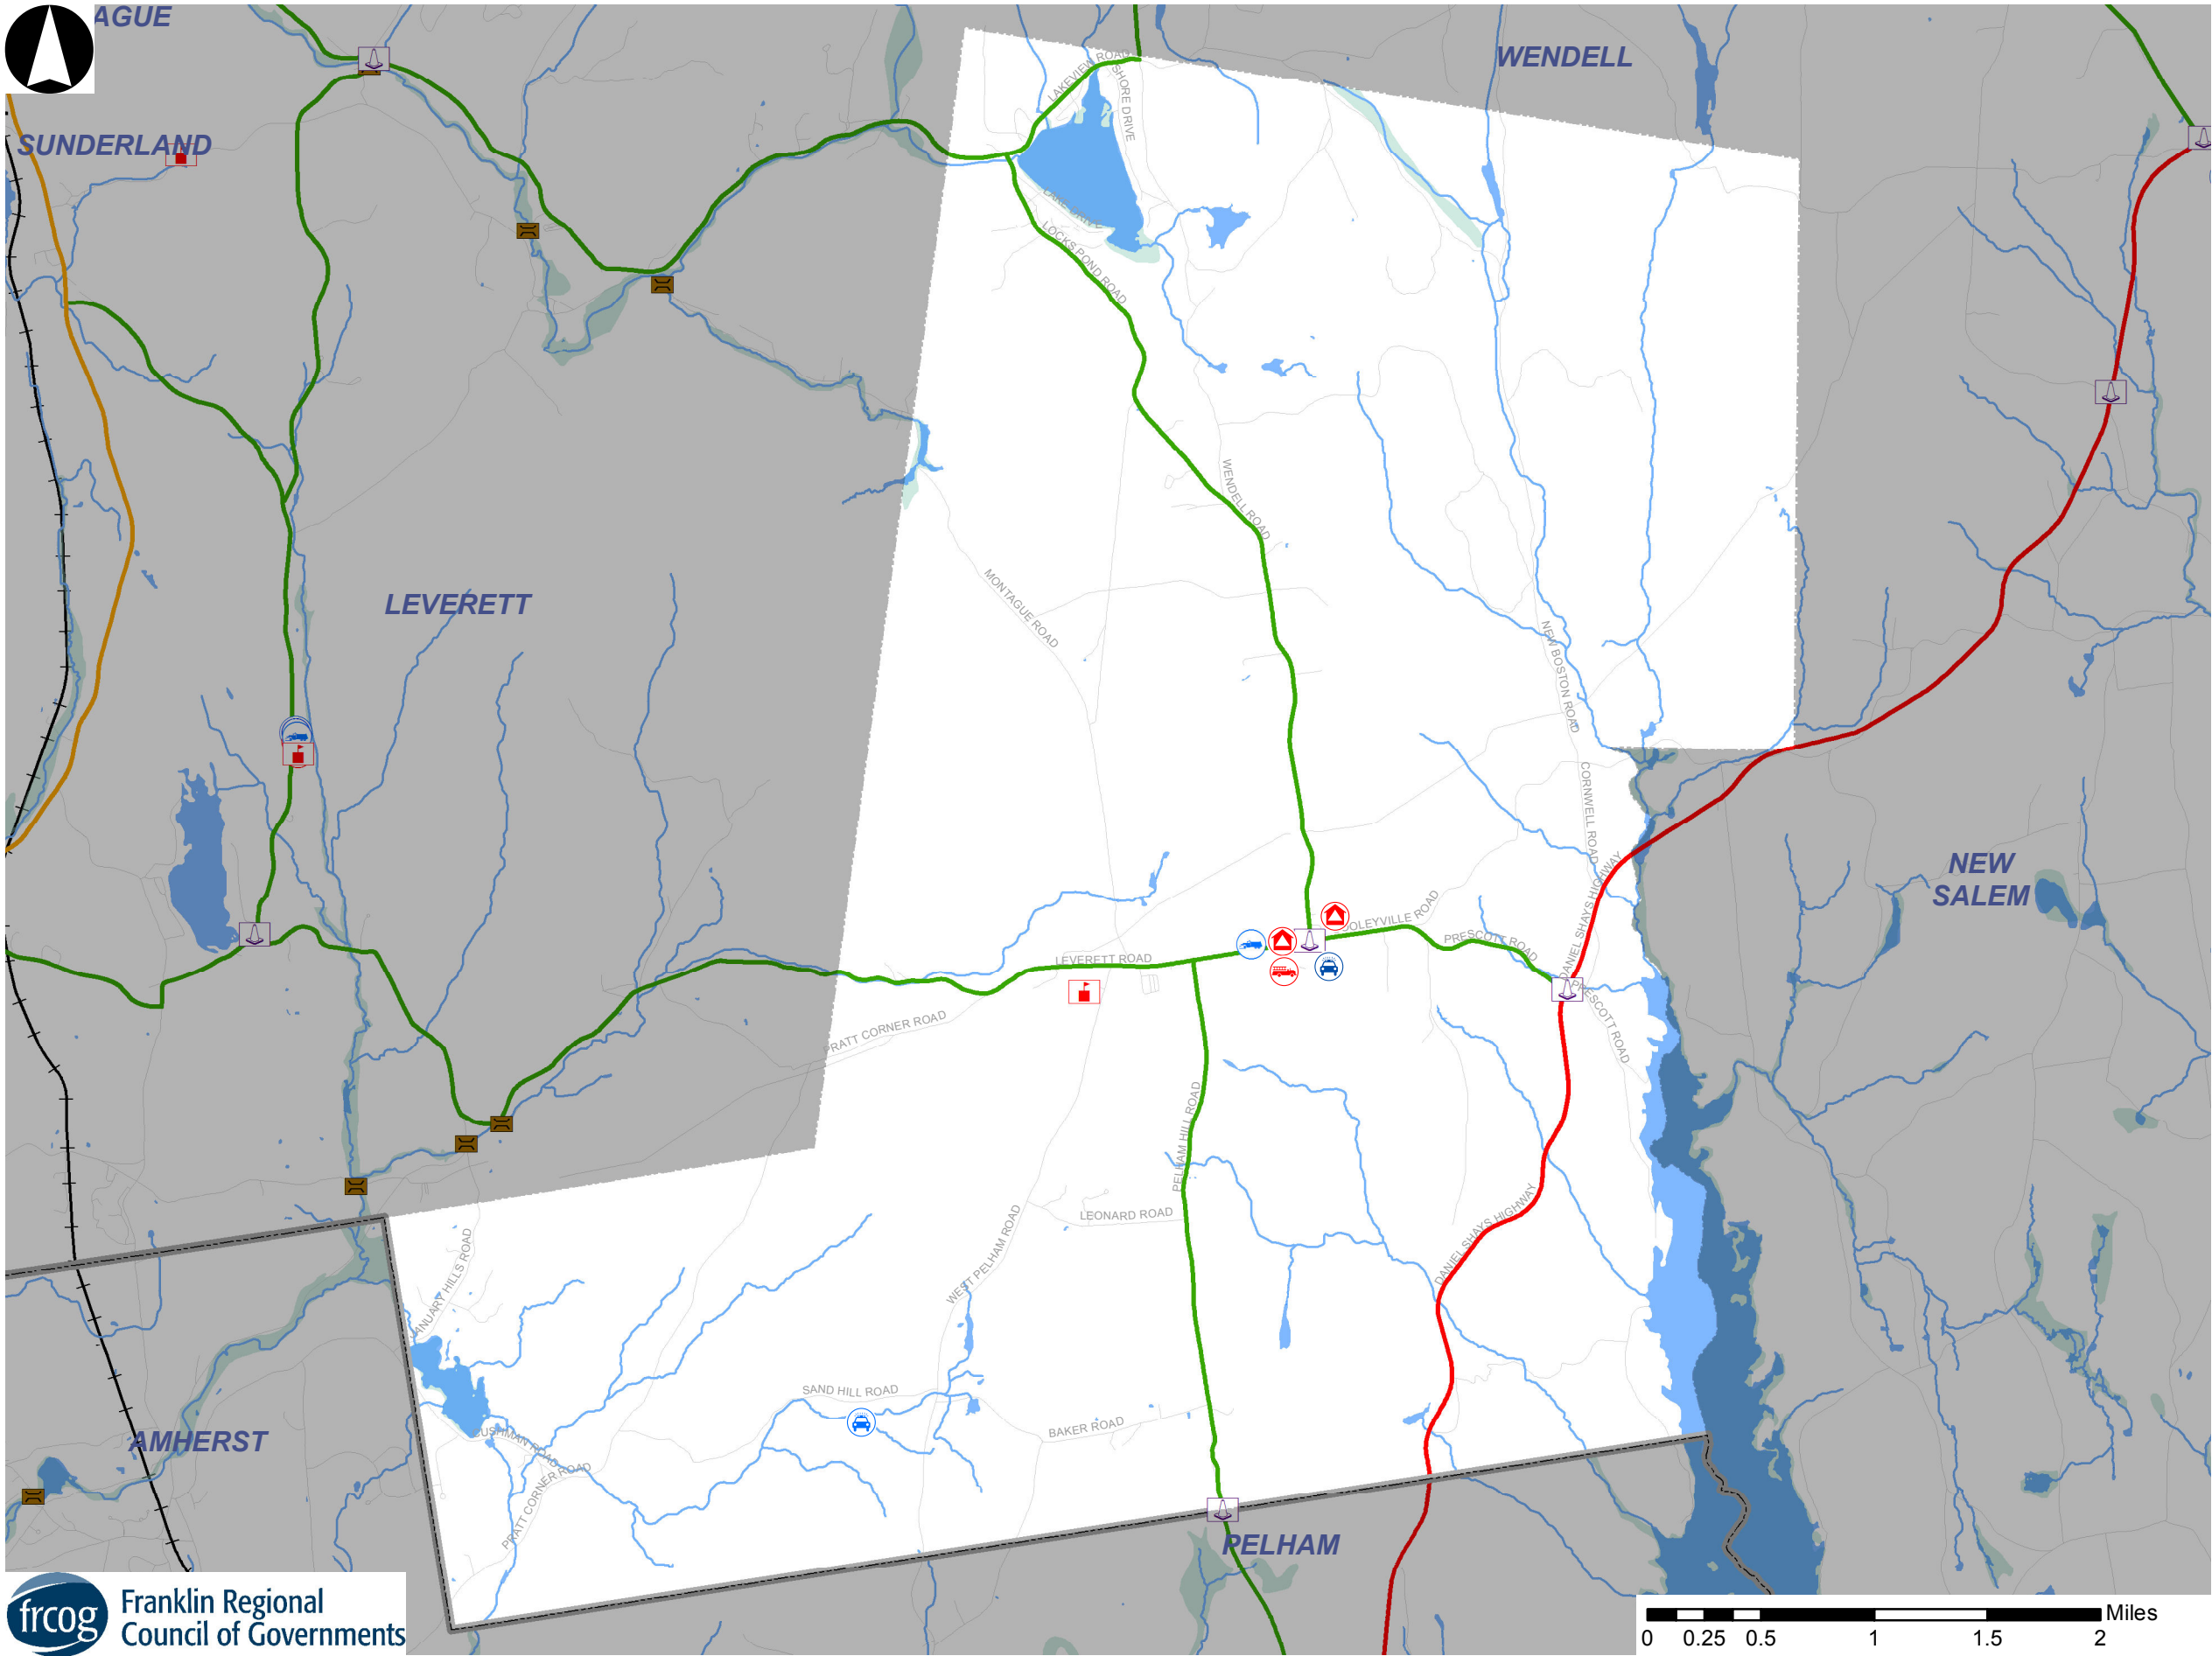 AGUE
WENDELL
LAKEVIEW ROAD
SHORE DRIVE
SUNDERLAND
LOCKS POND ROAD
WENDELL ROAD
MONTAGUE ROAD
LEVERETT
NEW BOSTON ROAD
CORNWELL ROAD
DANIEL SHAYS HIGHWAY
NEW
SALEM
OLEYVILLE ROAD
PRESCOTT ROAD
LEVERETT ROAD
PRESCOTT ROAD
PRATT CORNER ROAD
PELHAM HILL ROAD
LEONARD ROAD
WEST PELHAM ROAD
DANIEL SHAYS HIGHWAY
JANUARY HILLS ROAD
SAND HILL ROAD
BAKER ROAD
AMHERST
CUSHMAN ROAD
PRATT CORNER ROAD
PELHAM
frcog
Franklin Regional
Council of Governments
Miles
0 0.25 0.5 1 1.5 2